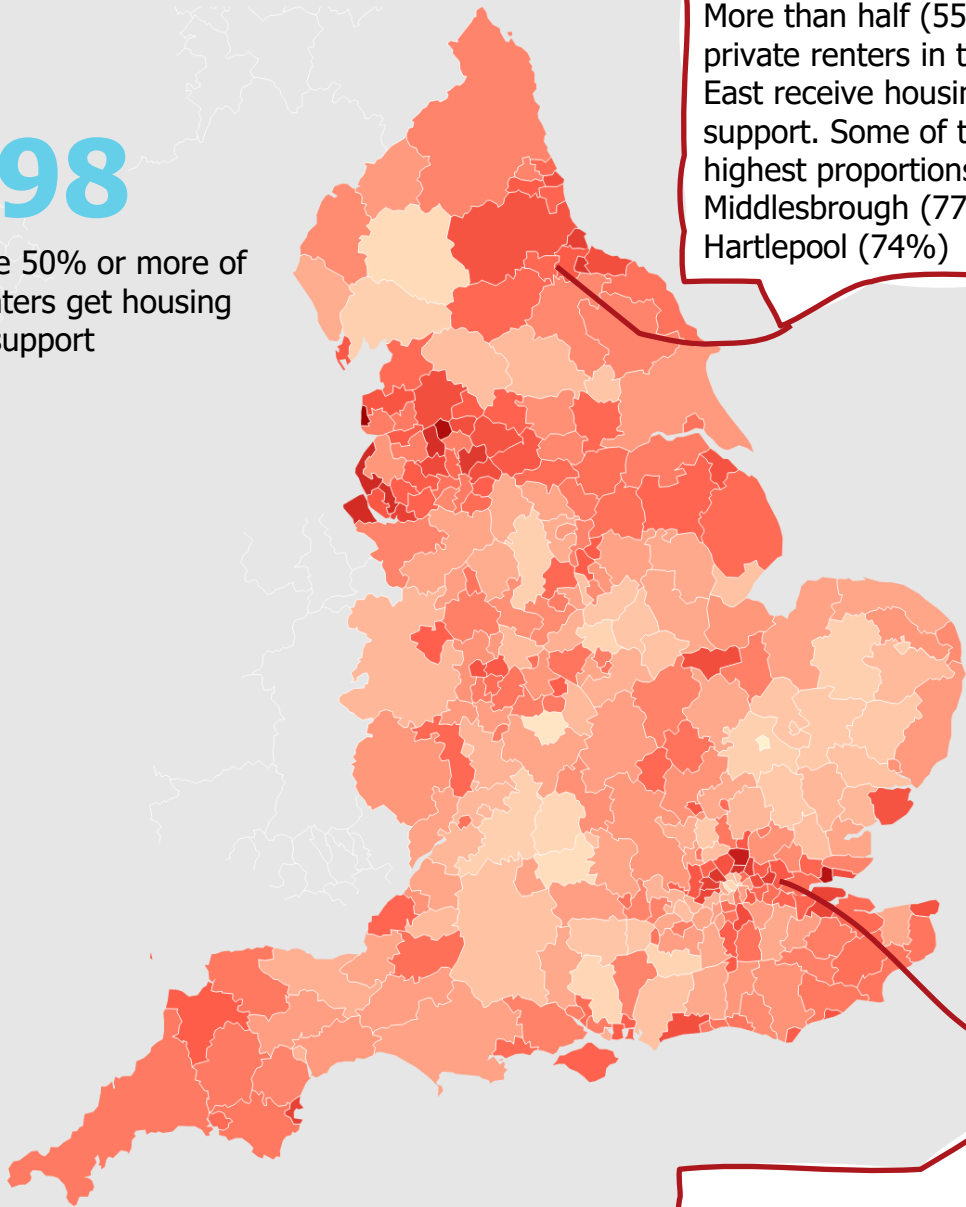 98
e 50% or more of
nters get housing
support
More than half (55
private renters in t
East receive housin
support. Some of t
highest proportions
Middlesbrough (77
Hartlepool (74%)